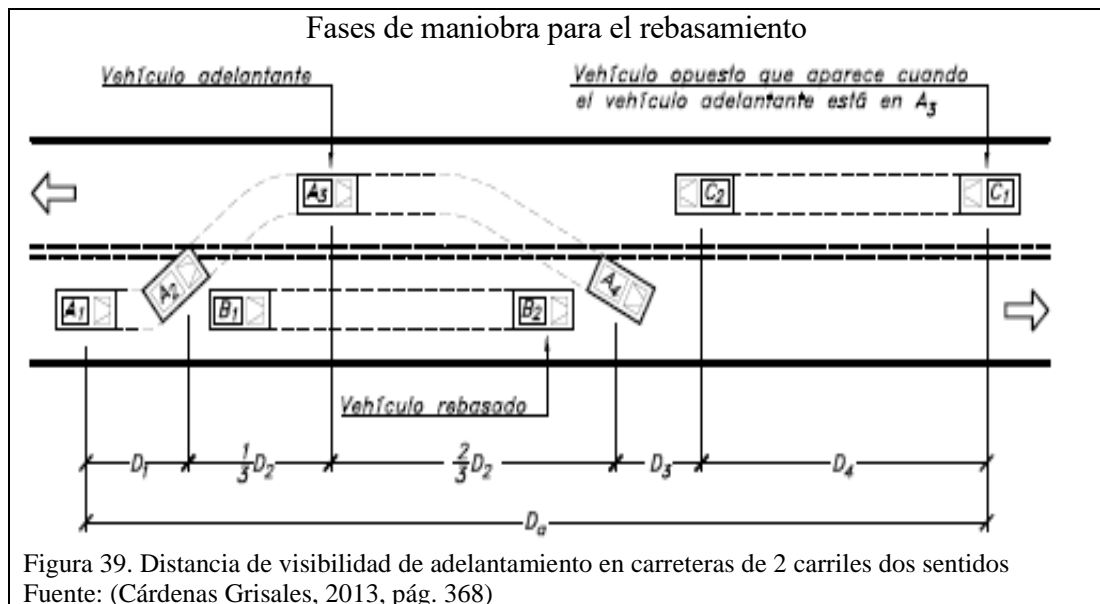 Fases de maniobra para el rebasamiento
Vehículo adelantante
Vehículo opuesto que aparece cuando
el vehículo adelantante está en A3
A3
C2
C1
A2
A4
A1
B1
B2
Vehículo rebasado
D1
1/3 D2
2/3 D2
D3
D4
Da
Figura 39. Distancia de visibilidad de adelantamiento en carreteras de 2 carriles dos sentidos
Fuente: (Cárdenas Grisales, 2013, pág. 368)